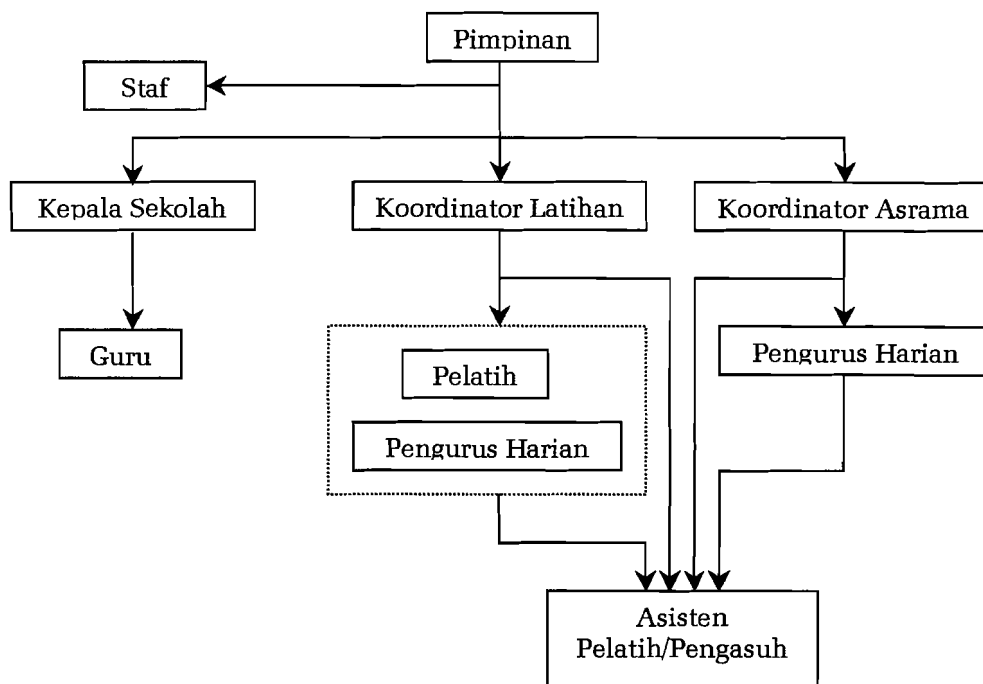 Pimpinan
Staf
Kepala Sekolah
Koordinator Latihan
Koordinator Asrama
Guru
Pelatih
Pengurus Harian
Pengurus Harian
Asisten
Pelatih/Pengasuh